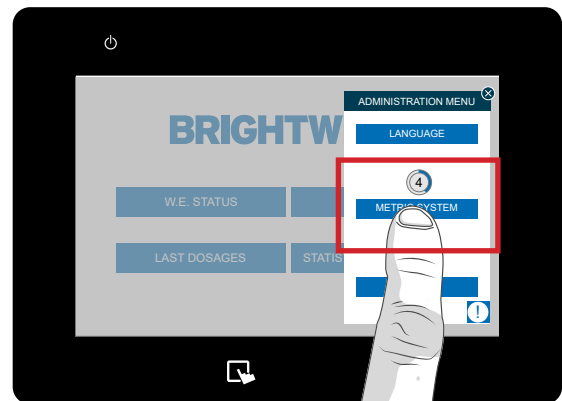 ADMINISTRATION MENU
BRIGHTW
LANGUAGE
4
W.E. STATUS
METRIC SYSTEM
LAST DOSAGES
STATIS
!